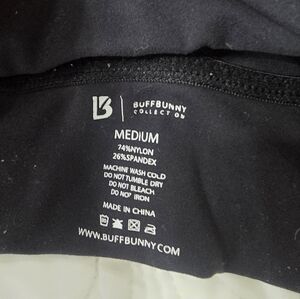 BUFFBUNNY
COLLECTION
MEDIUM
74%NYLON
26%SPANDEX
MACHINE WASH COLD
DO NOT TUMBLE DRY
DO NOT BLEACH
DO NOT IRON
MADE IN CHINA
WWW.BUFFBUNNY.COM